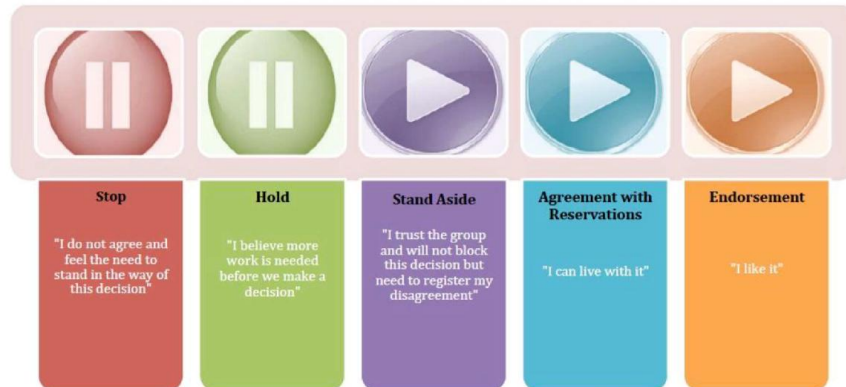 Stop
"I do not agree and
feel the need to
stand in the way of
this decision"
Hold
"I believe more
work is needed
before we make a
decision"
Stand Aside
"I trust the group
and will not block
this decision but
need to register my
disagreement"
Agreement with
Reservations
"I can live with it"
Endorsement
"I like it"